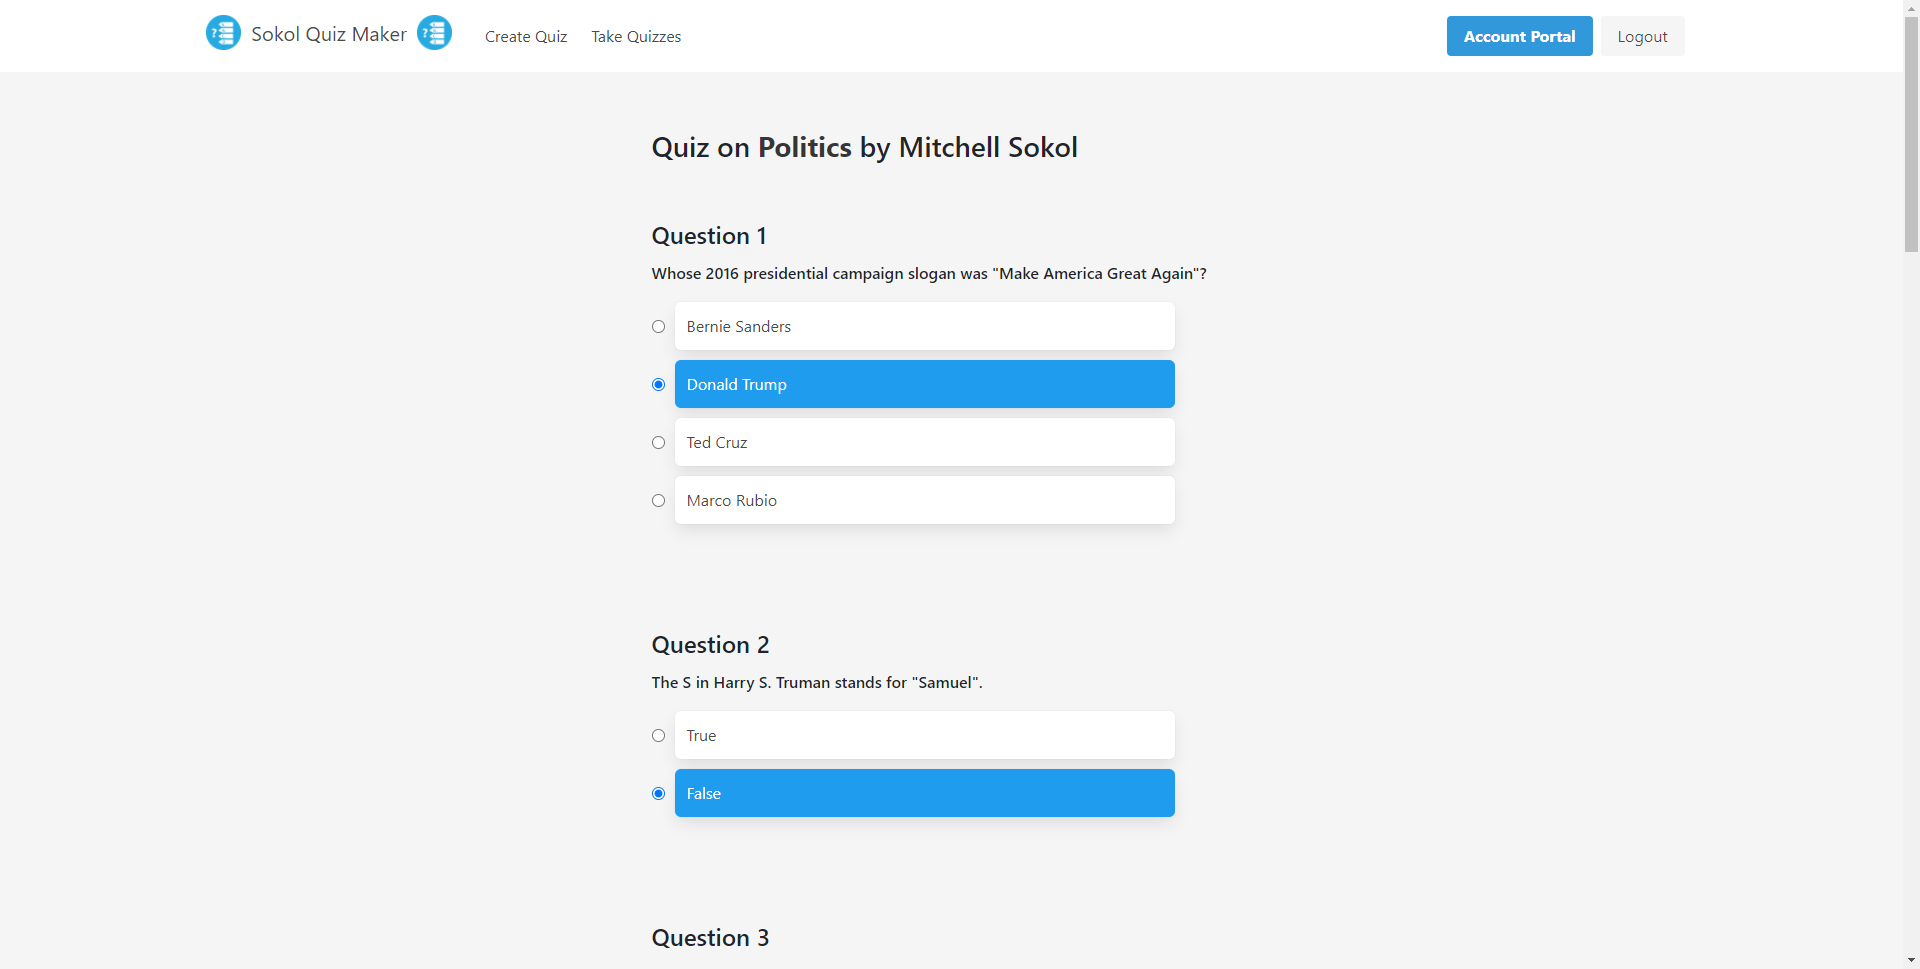 Sokol Quiz Maker
Create Quiz
Take Quizzes
Account Portal
Logout
Quiz on Politics by Mitchell Sokol
Question 1
Whose 2016 presidential campaign slogan was "Make America Great Again"?
Bernie Sanders
Donald Trump
Ted Cruz
Marco Rubio
Question 2
The S in Harry S. Truman stands for "Samuel".
True
False
Question 3